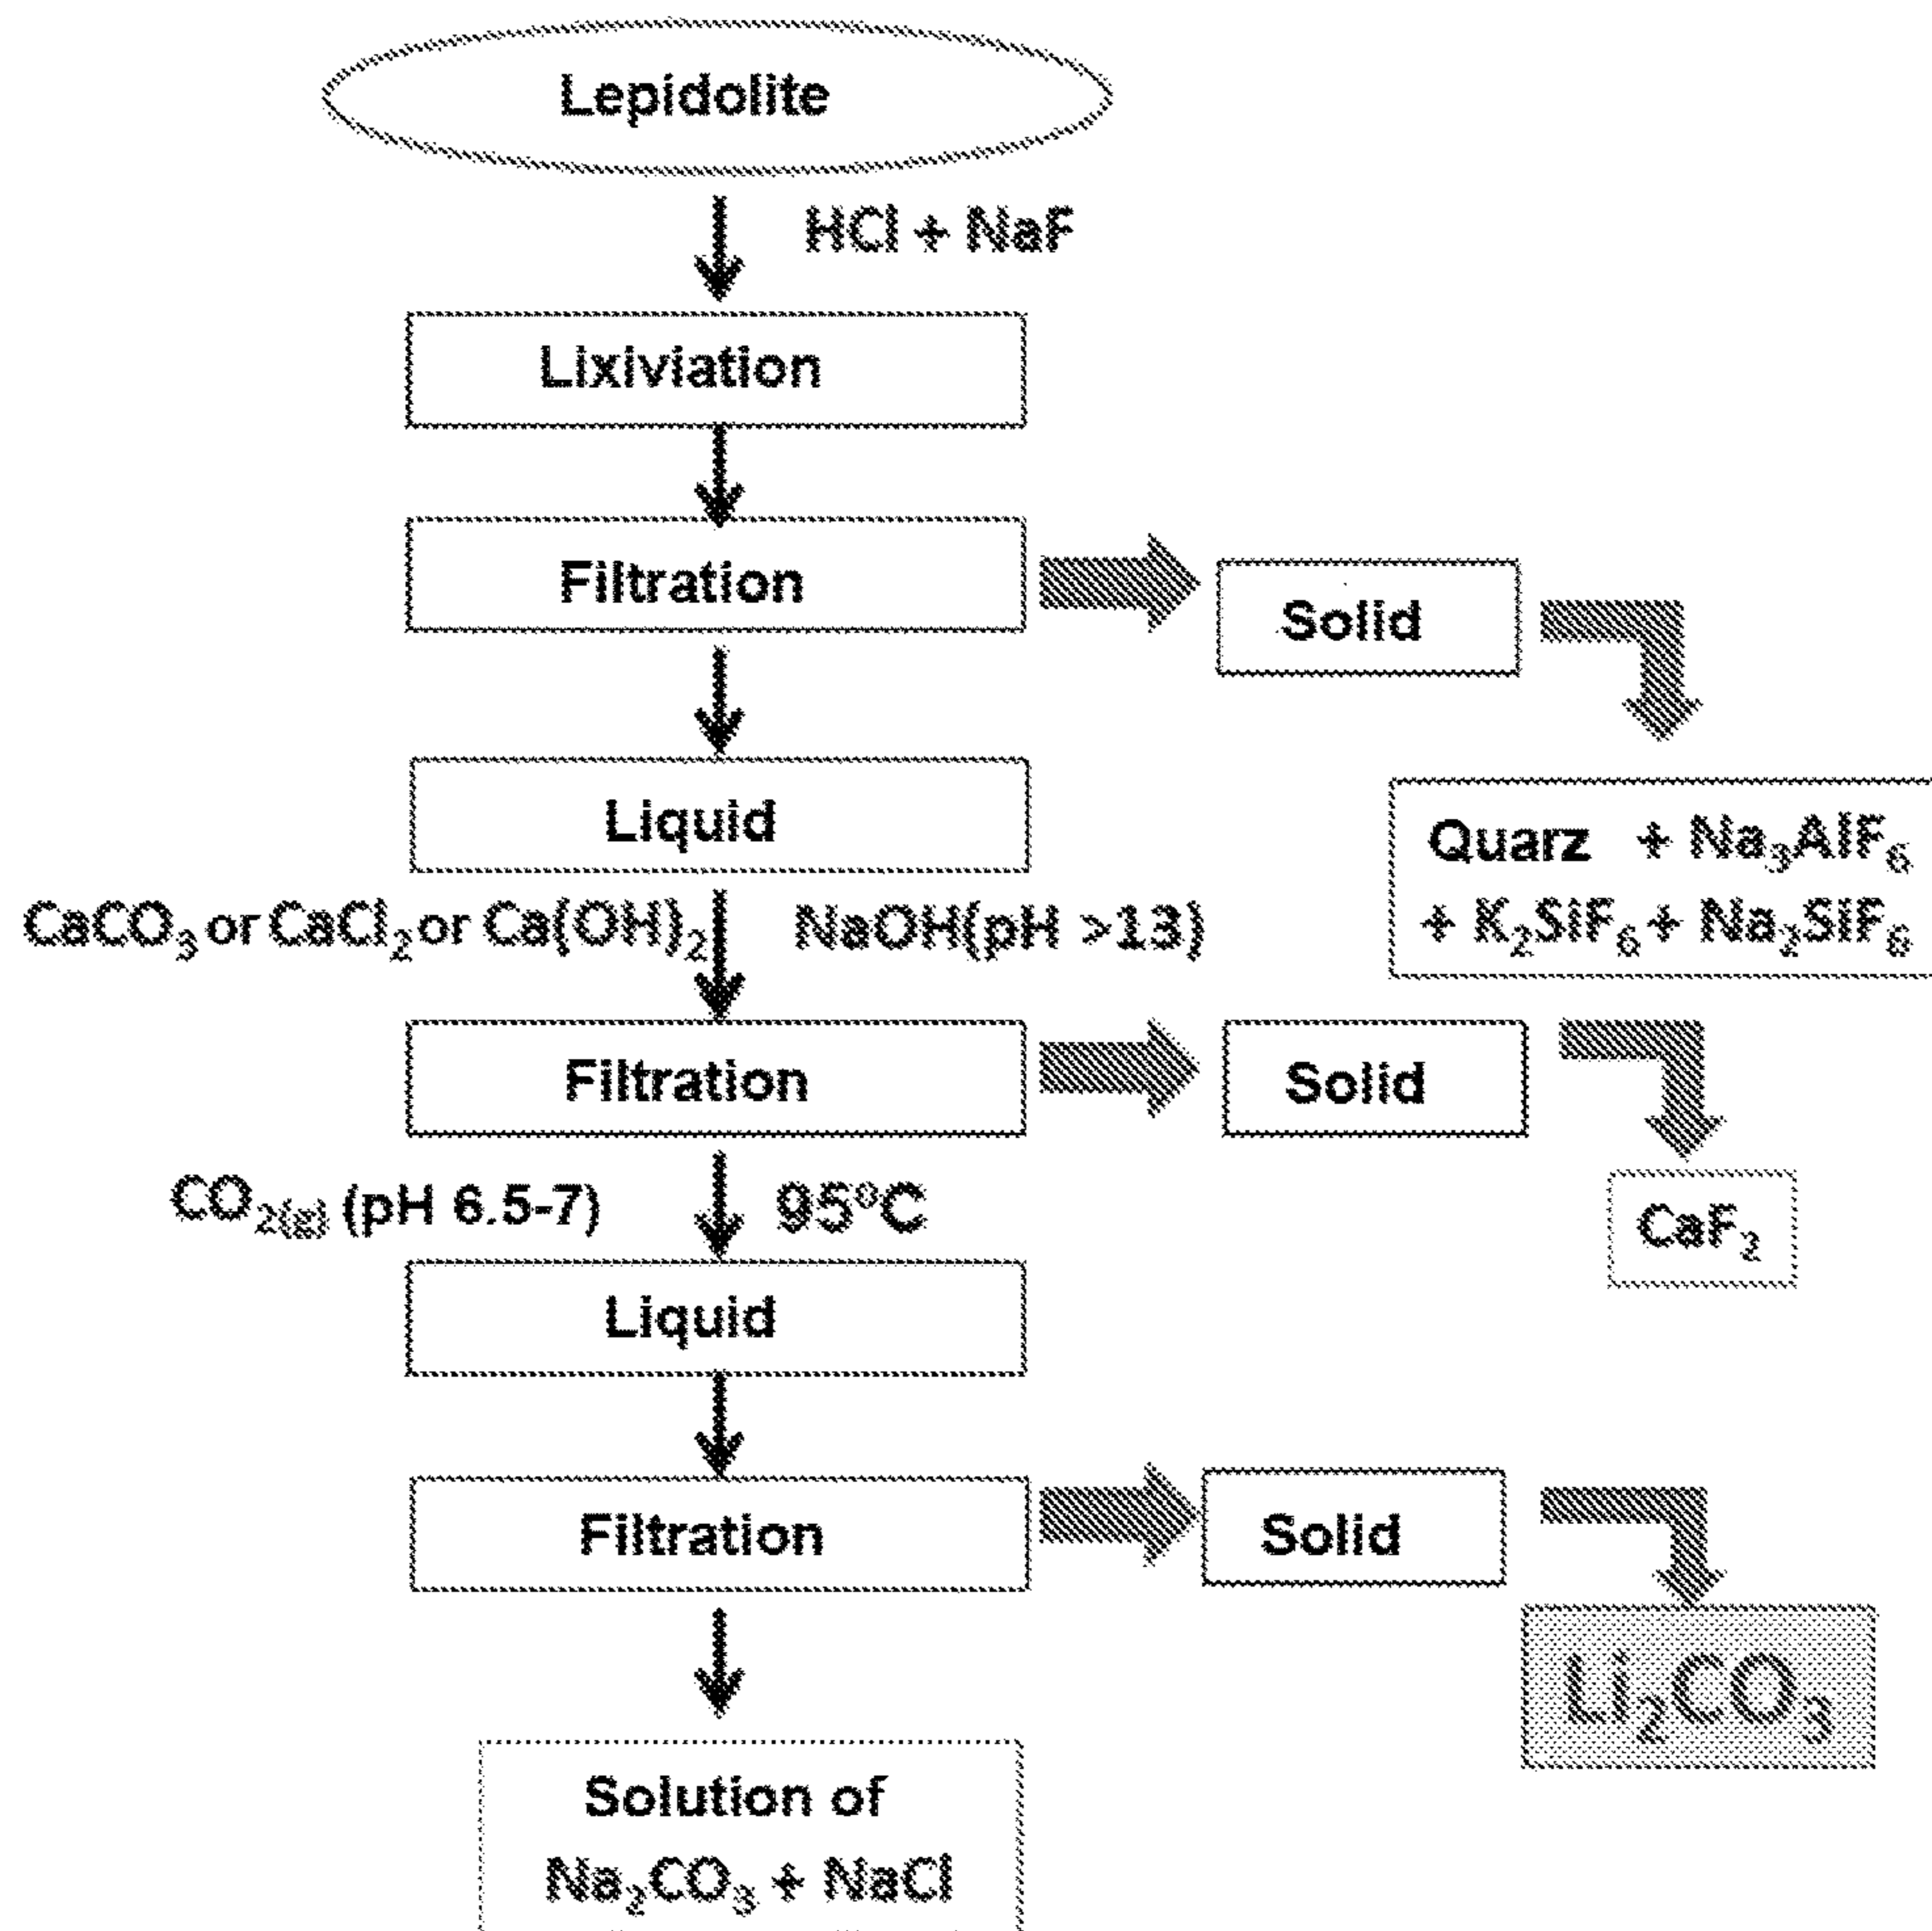 Lepidolite
HCl + NaF
Lixiviation
Filtration
Solid
Liquid
Quarz + Na₃AlF₆
+ K₂SiF₆ + Na₂SiF₆
CaCO₃ or CaCl₂ or Ca(OH)₂
NaOH(pH >13)
Filtration
Solid
CaF₂
CO₂(g) (pH 6.5-7)
95ºC
Liquid
Filtration
Solid
Li₂CO₃
Solution of
Na₂CO₃ + NaCl